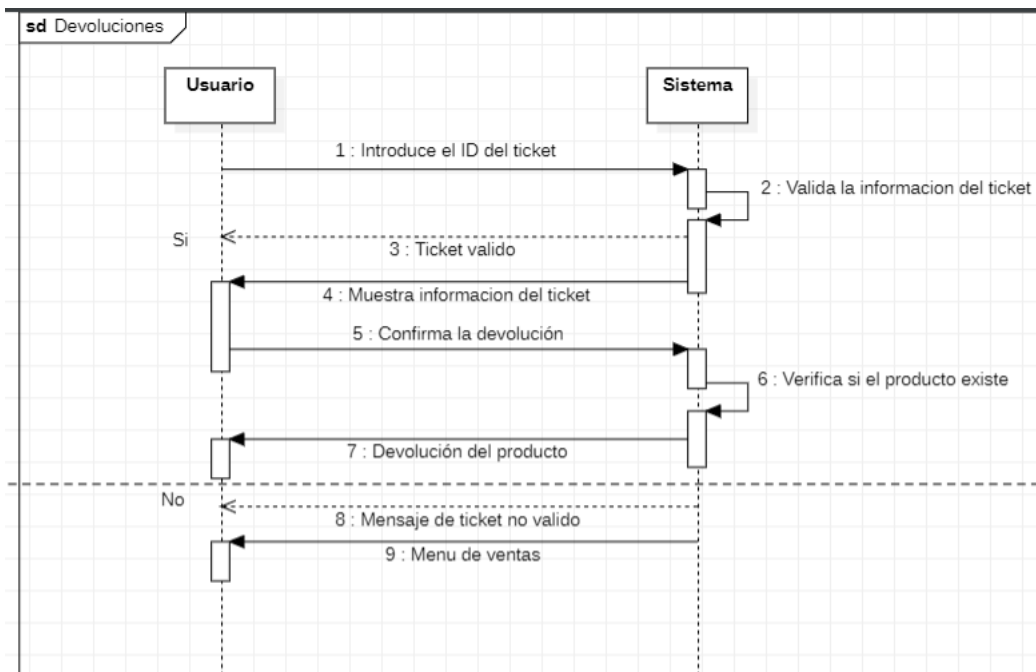 sd Devoluciones
Usuario
Sistema
1 : Introduce el ID del ticket
2 : Valida la informacion del ticket
Si
3 : Ticket valido
4 : Muestra informacion del ticket
5 : Confirma la devolución
6 : Verifica si el producto existe
7 : Devolución del producto
No
8 : Mensaje de ticket no valido
9 : Menu de ventas